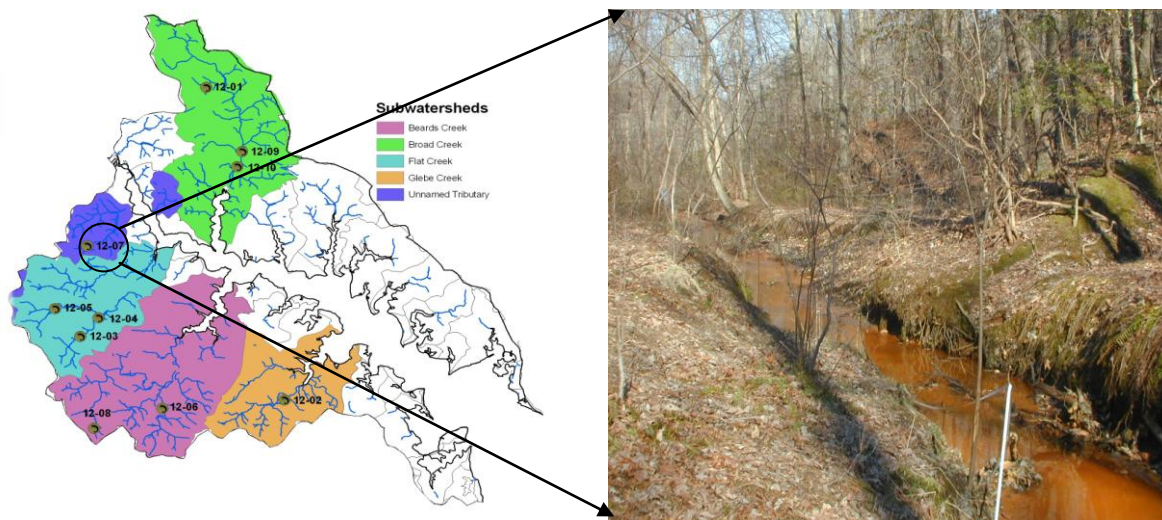 12-01
Subwatersheds
Beards Creek
Broad Creek
Flat Creek
Glebe Creek
Unnamed Tributary
12-09
12-10
12-07
12-05
12-04
12-03
12-02
12-06
12-08